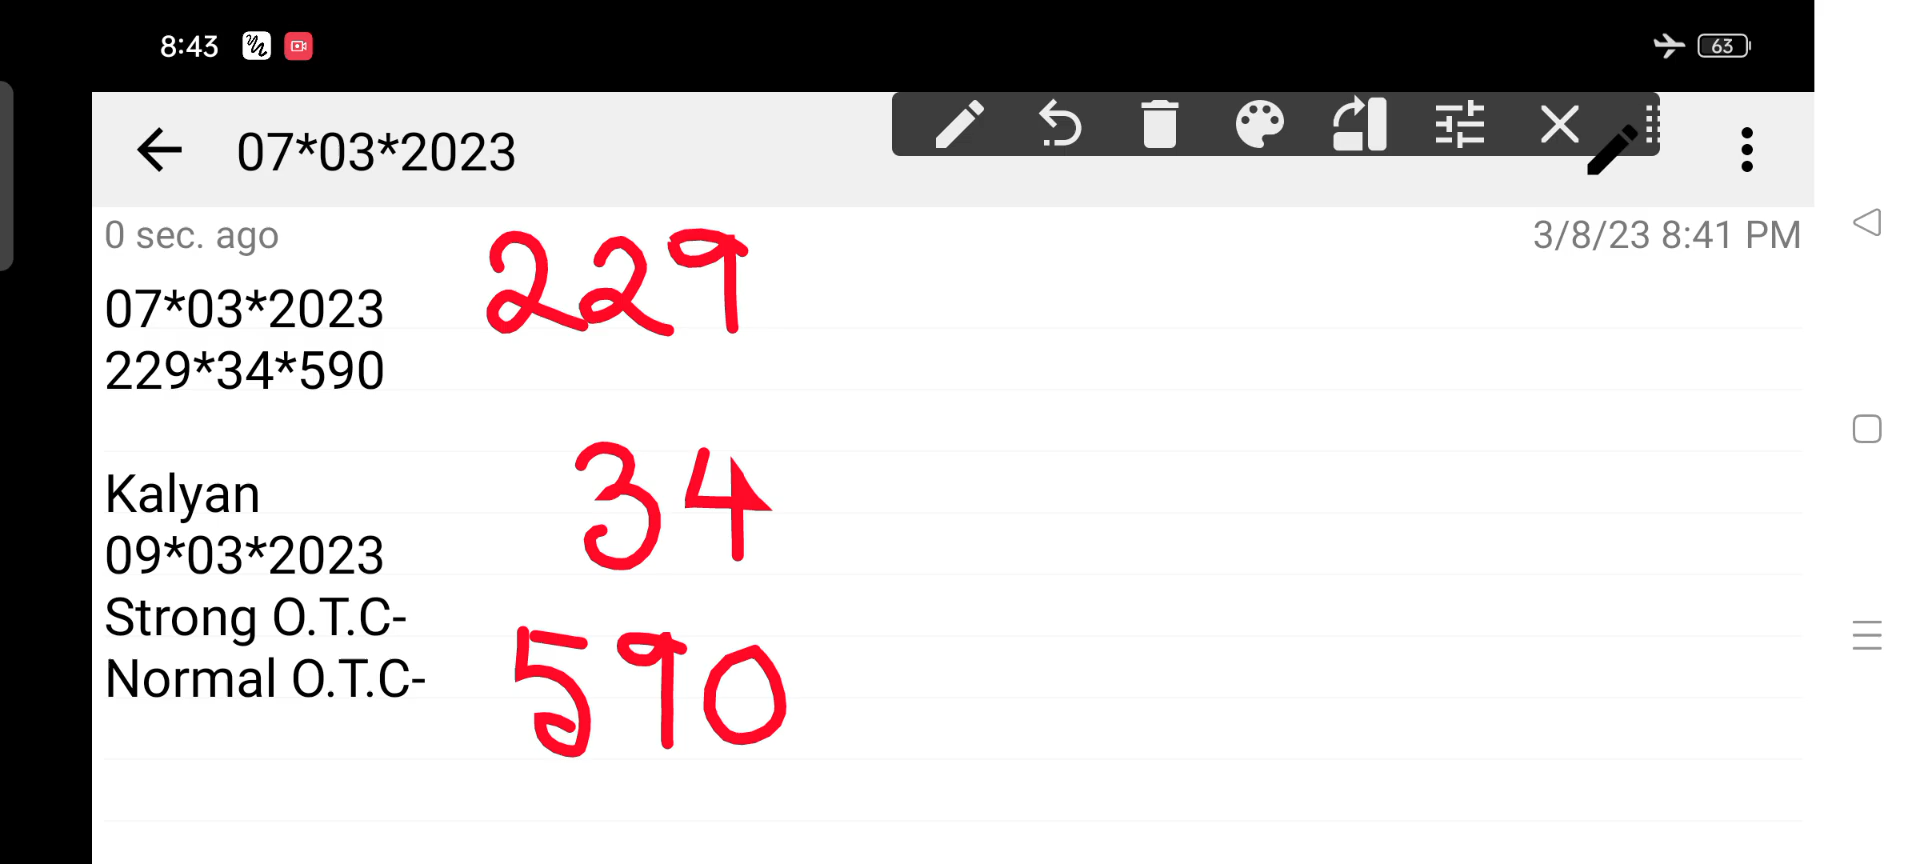 8:43
63
07*03*2023
0 sec. ago
3/8/23 8:41 PM
229
07*03*2023
229*34*590
34
Kalyan
09*03*2023
Strong O.T.C-
590
Normal O.T.C-